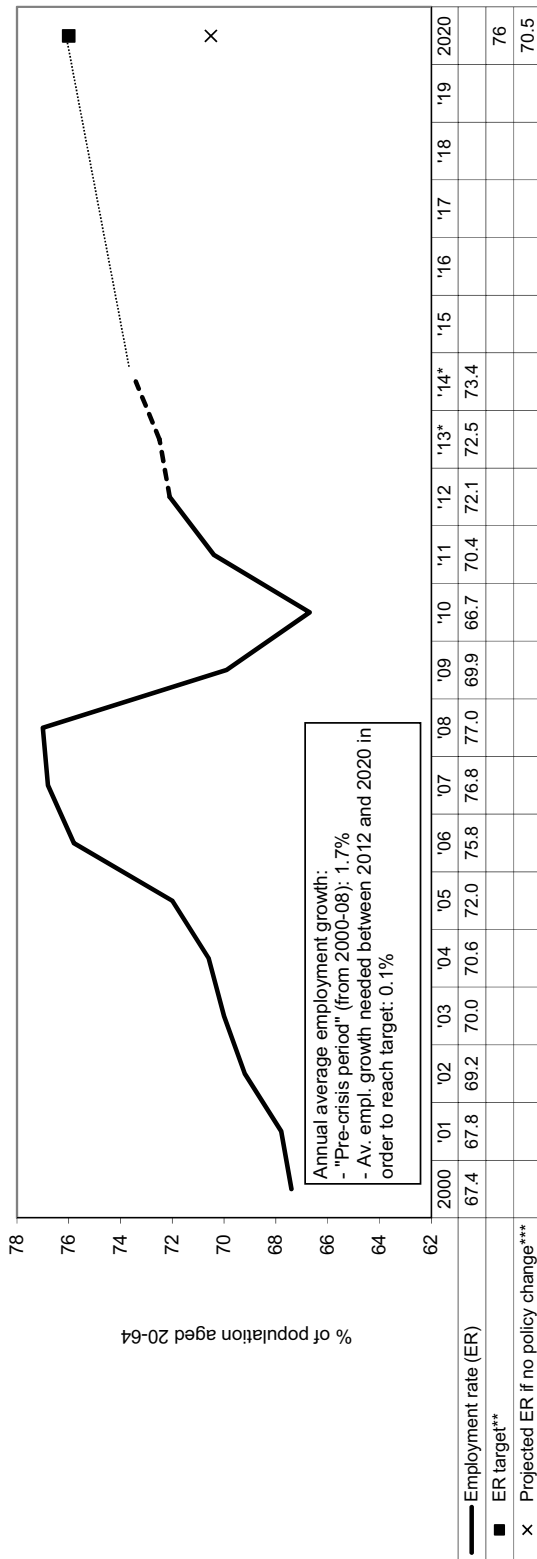 78
76
74
72
70
68
66
64
62
% of population aged 20-64
Annual average employment growth:
- "Pre-crisis period" (from 2000-08): 1.7%
- Av. empl. growth needed between 2012 and 2020 in
order to reach target: 0.1%
2000 '01 '02 '03 '04 '05 '06 '07 '08 '09 '10 '11 '12 '13* '14* '15 '16 '17 '18 '19 2020
Employment rate (ER) 67.4 67.8 69.2 70.0 70.6 72.0 75.8 76.8 77.0 69.9 66.7 70.4 72.1 72.5 73.4
ER target** 76
Projected ER if no policy change*** 70.5